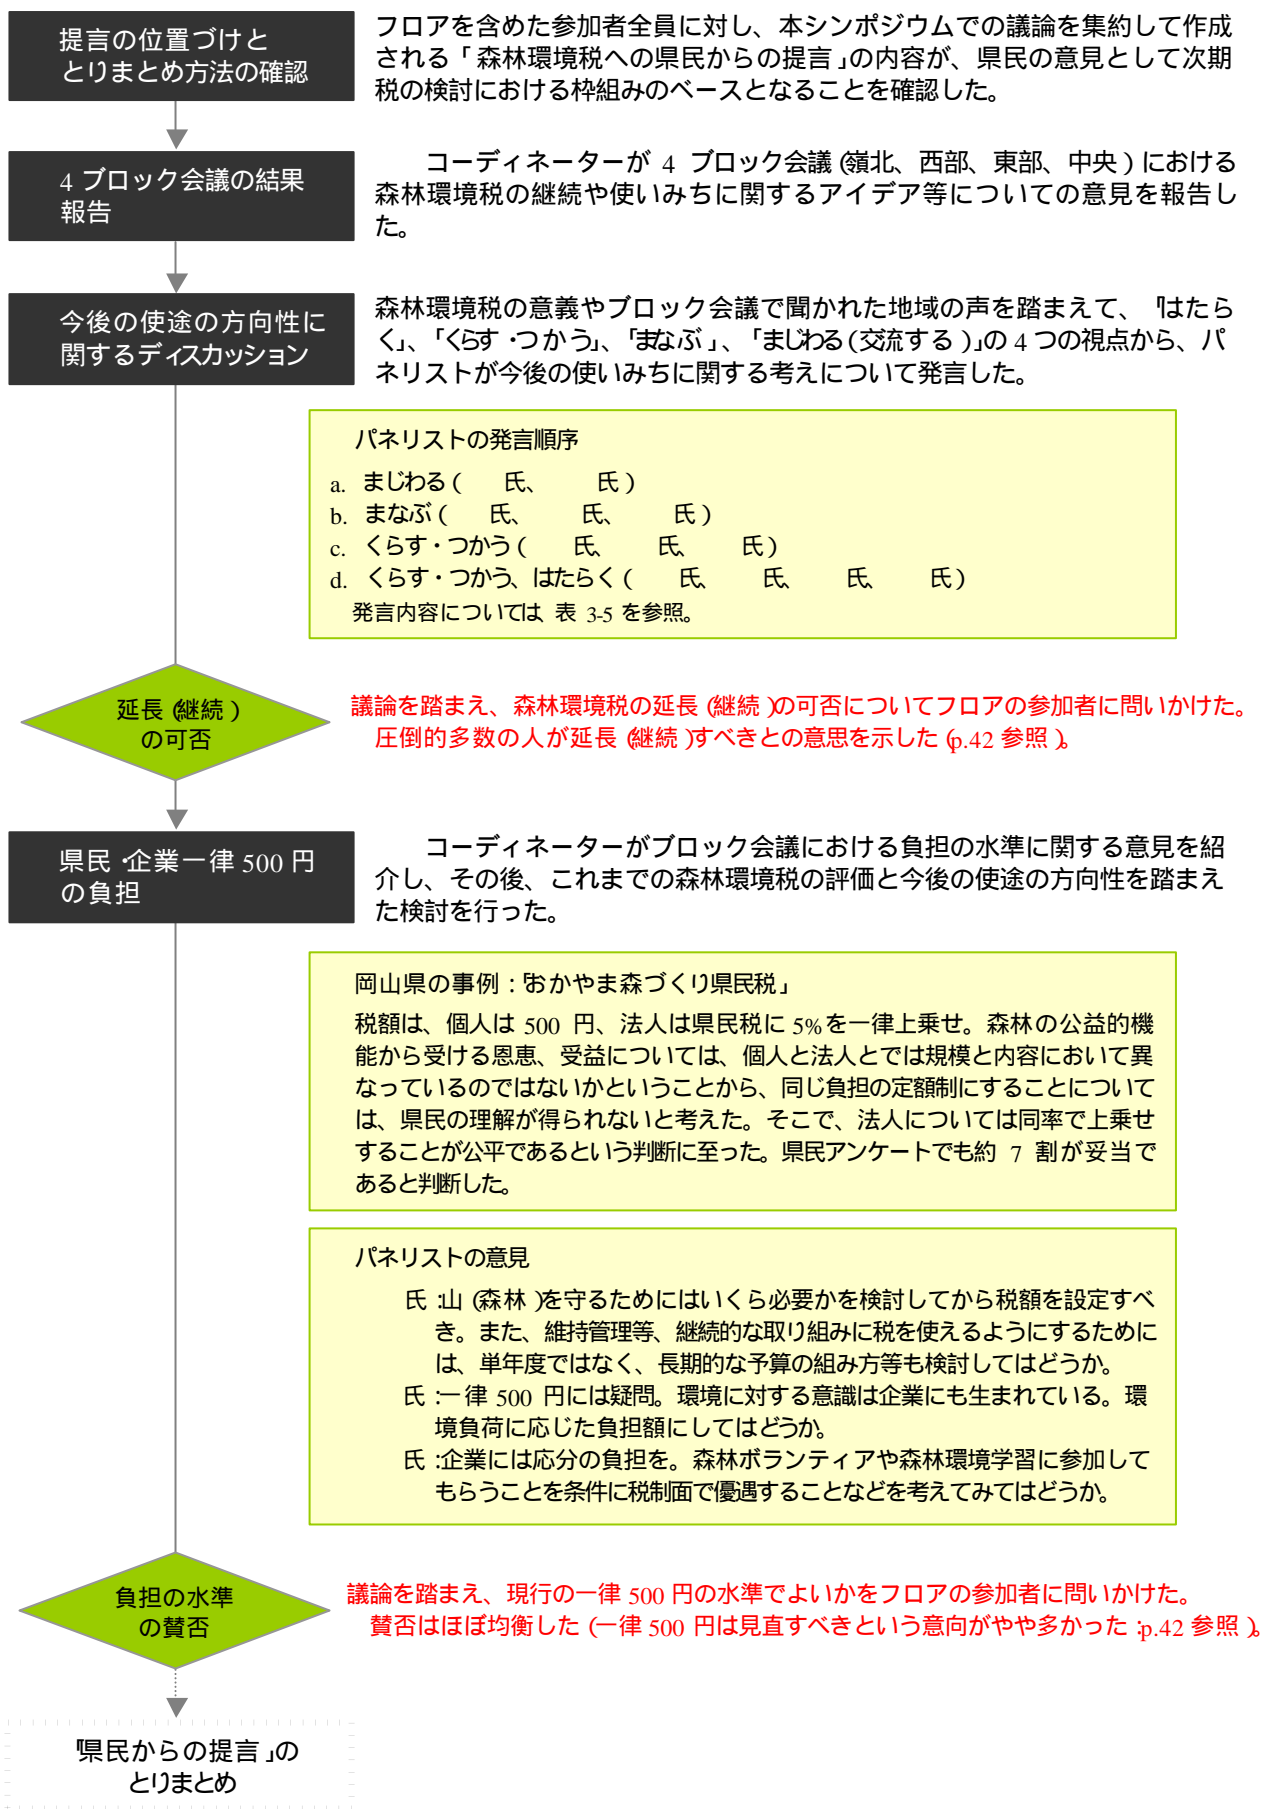 提言の位置づけと
とりまとめ方法の確認
フロアを含めた参加者全員に対し、本シンポジウムでの議論を集約して作成
される「森林環境税への県民からの提言」の内容が、県民の意見として次期
税の検討における枠組みのベースとなることを確認した。
4 ブロック会議の結果
報告
コーディネーターが 4 ブロック会議(嶺北、西部、東部、中央)における
森林環境税の継続や使いみちに関するアイデア等についての意見を報告し
た。
今後の使途の方向性に
関するディスカッション
森林環境税の意義やブロック会議で聞かれた地域の声を踏まえて、「はたら
く」、「くらす・つかう」、「まなぶ」、「まじわる(交流する)」の 4 つの視点から、パ
ネリストが今後の使いみちに関する考えについて発言した。
パネリストの発言順序
a. まじわる( 氏、 氏)
b. まなぶ( 氏、 氏、 氏)
c. くらす・つかう( 氏、 氏、 氏)
d. くらす・つかう、はたらく( 氏、 氏、 氏、 氏)
発言内容については、表 3-5 を参照。
延長(継続)
の可否
議論を踏まえ、森林環境税の延長(継続)の可否についてフロアの参加者に問いかけた。
圧倒的多数の人が延長(継続)すべきとの意思を示した(p.42 参照)。
県民・企業一律 500 円
の負担
コーディネーターがブロック会議における負担の水準に関する意見を紹
介し、その後、これまでの森林環境税の評価と今後の使途の方向性を踏まえ
た検討を行った。
岡山県の事例:「おかやま森づくり県民税」
税額は、個人は 500 円、法人は県民税に 5%を一律上乗せ。森林の公益的機
能から受ける恩恵、受益については、個人と法人とでは規模と内容において異
なっているのではないかということから、同じ負担の定額制にすることについて
は、県民の理解が得られないと考えた。そこで、法人については同率で上乗せ
することが公平であるという判断に至った。県民アンケートでも約 7 割が妥当で
あると判断した。
パネリストの意見
氏:山(森林)を守るためにはいくら必要かを検討してから税額を設定すべ
き。また、維持管理等、継続的な取り組みに税を使えるようにするために
は、単年度ではなく、長期的な予算の組み方等も検討してはどうか。
氏:一律 500 円には疑問。環境に対する意識は企業にも生まれている。環
境負荷に応じた負担額にしてはどうか。
氏:企業には応分の負担を。森林ボランティアや森林環境学習に参加して
もらうことを条件に税制面で優遇することなどを考えてみてはどうか。
負担の水準
の賛否
議論を踏まえ、現行の一律 500 円の水準でよいかをフロアの参加者に問いかけた。
賛否はほぼ均衡した(一律 500 円は見直すべきという意向がやや多かった:p.42 参照)。
「県民からの提言」の
とりまとめ